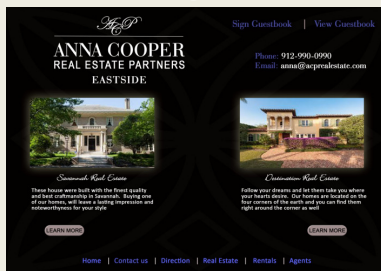 ACP
Sign Guestbook | View Guestbook
ANNA COOPER
REAL ESTATE PARTNERS
EASTSIDE
Phone: 912-990-0990
Email: anna@acprealestate.com
Savannah Real Estate
These house were built with the finest quality
and best craftmanship in Savannah. Buying one
of our homes, will leave a lasting impression and
noteworthyness for your style
LEARN MORE
Destination Real Estate
Follow your dreams and let them take you where
your hearts desire. Our homes are located on the
four corners of the earth and you can find them
right around the corner as well
LEARN MORE
Home | Contact us | Direction | Real Estate | Rentals | Agents